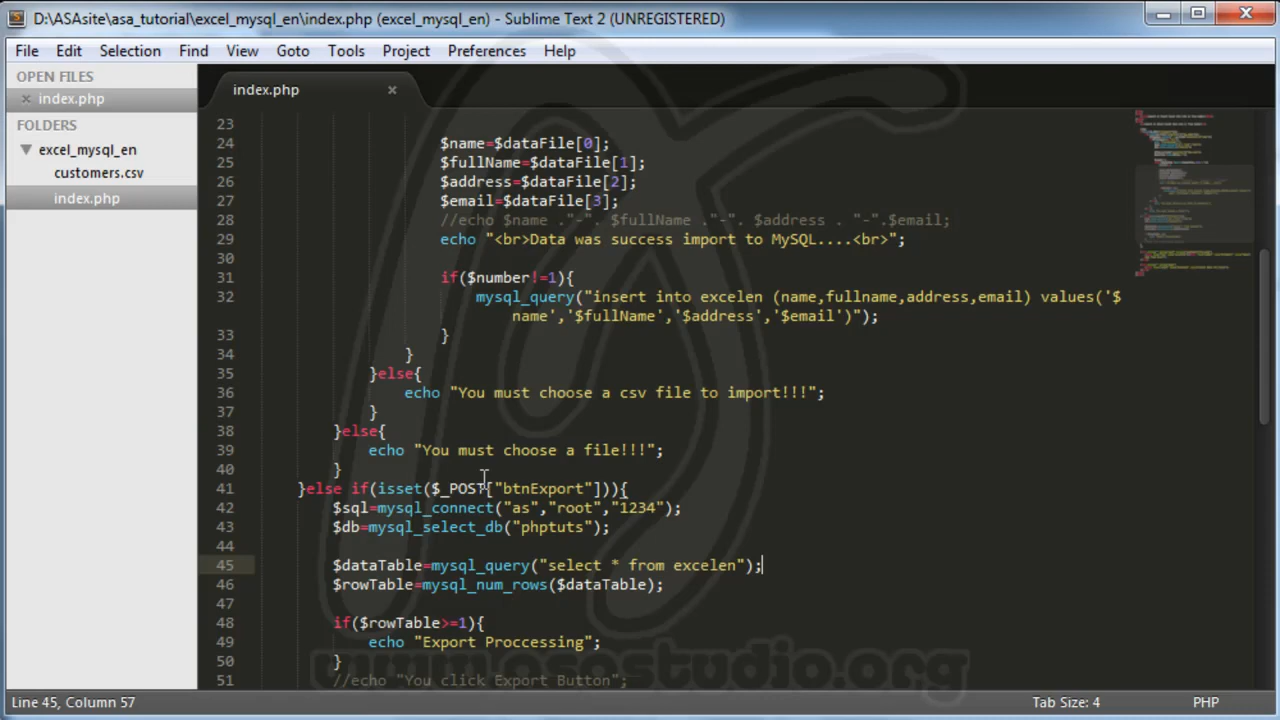 D:\ASAsite\asa_tutorial\excel_mysql_en\index.php (excel_mysql_en) - Sublime Text 2 (UNREGISTERED)
File Edit Selection Find View Goto Tools Project Preferences Help
OPEN FILES
index.php
FOLDERS
excel_mysql_en
customers.csv
index.php
index.php
23
24 $name=$dataFile[0];
25 $fullName=$dataFile[1];
26 $address=$dataFile[2];
27 $email=$dataFile[3];
28 //echo $name ."-". $fullName ."-". $address . "-".$email;
29 echo "<br>Data was success import to MySQL....<br>";
30
31 if($number!=1){
32 mysql_query("insert into excelen (name,fullname,address,email) values('$
name','$fullName','$address','$email')");
33 }
34 }
35 }else{
36 echo "You must choose a csv file to import!!!";
37 }
38 }else{
39 echo "You must choose a file!!!";
40 }
41 }else if(isset($_POST["btnExport"])){
42 $sql=mysql_connect("as","root","1234");
43 $db=mysql_select_db("phptuts");
44
45 $dataTable=mysql_query("select * from excelen");
46 $rowTable=mysql_num_rows($dataTable);
47
48 if($rowTable>=1){
49 echo "Export Proccessing";
50 }
51 //echo "You click Export Button";
www.asastudio.org
Line 45, Column 57
Tab Size: 4
PHP